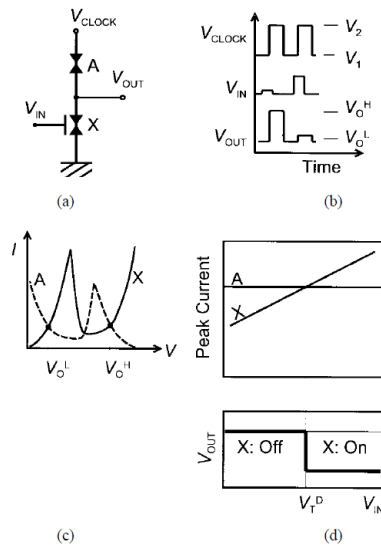 V_CLOCK
A
V_OUT
V_IN
X
(a)
V_CLOCK
V_2
V_1
V_IN
V_O^H
V_OUT
V_O^L
Time
(b)
I
A
X
V
V_O^L
V_O^H
(c)
Peak Current
A
X
V_OUT
X: Off
X: On
V_T^D
V_IN
(d)